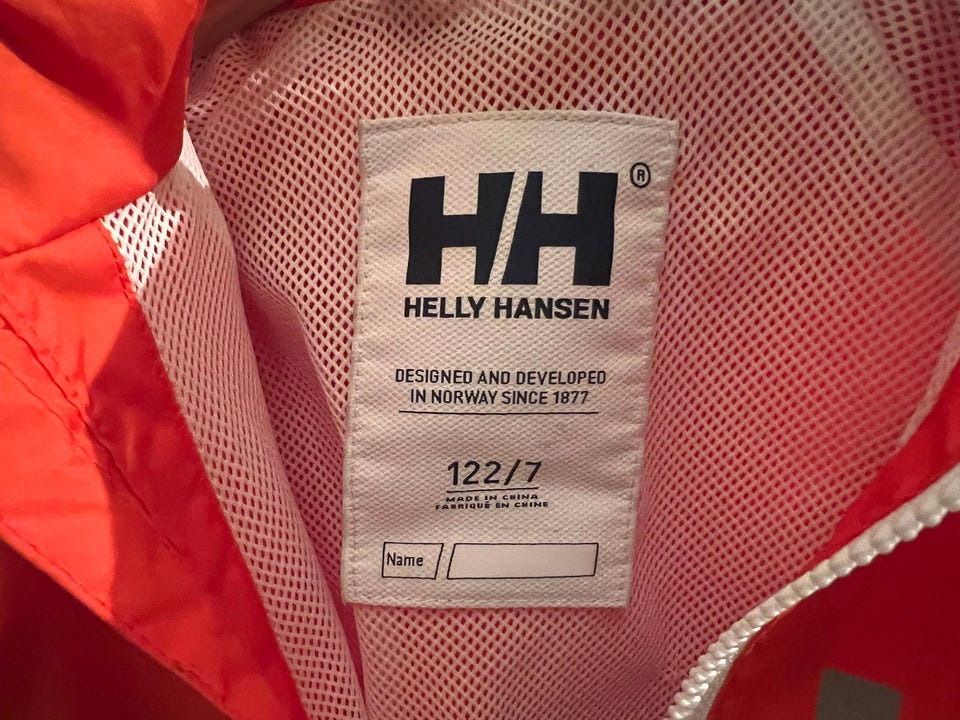 HH ®
HELLY HANSEN
DESIGNED AND DEVELOPED
IN NORWAY SINCE 1877
122/7
MADE IN CHINA
FABRIQUÉ EN CHINE
Name